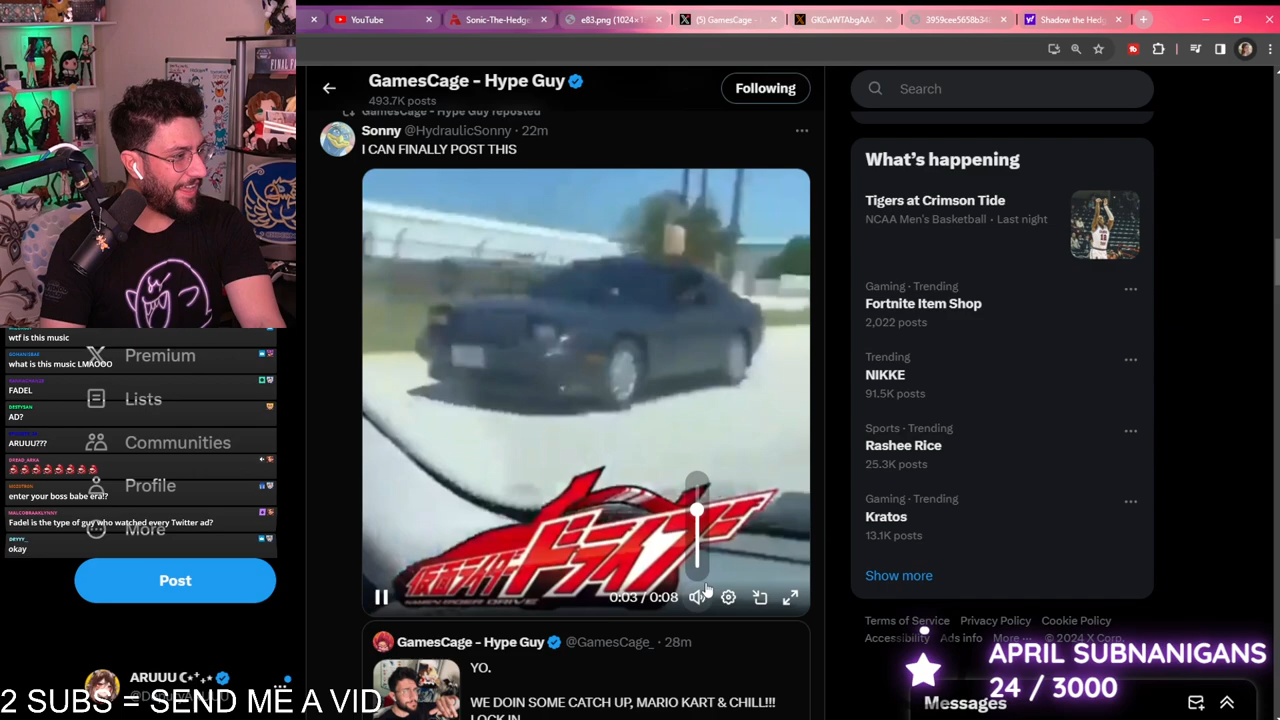 YouTube
Sonic-The-Hedge
e83.png (1024×1
(5) GamesCage -
GKCwWTAbgAAA
3959cee5658b34
Shadow the Hedg
GamesCage - Hype Guy
493.7K posts
Following
Search
GamesCage - Hype Guy reposted
Sonny @HydraulicSonny · 22m
I CAN FINALLY POST THIS
仮面ライダードライブ
KAMEN RIDER DRIVE
0:03 / 0:08
GamesCage - Hype Guy @GamesCage_ · 28m
YO.
WE DOIN SOME CATCH UP, MARIO KART & CHILL!!!
LOCK IN
What's happening
Tigers at Crimson Tide
NCAA Men's Basketball · Last night
Gaming · Trending
Fortnite Item Shop
2,022 posts
Trending
NIKKE
91.5K posts
Sports · Trending
Rashee Rice
25.3K posts
Gaming · Trending
Kratos
13.1K posts
Show more
Terms of Service Privacy Policy Cookie Policy
Accessibility Ads info More ··· © 2024 X Corp.
Messages
APRIL SUBNANIGANS
24 / 3000
wtf is this music
what is this music LMAOOO
FADEL
AD?
ARUUU???
DREAD_ARKA
enter your boss babe era!?
Fadel is the type of guy who watched every Twitter ad?
DEYYY_
okay
Premium
Lists
Communities
Profile
More
Post
ARUUU
2 SUBS = SEND ME A VID
FINAL